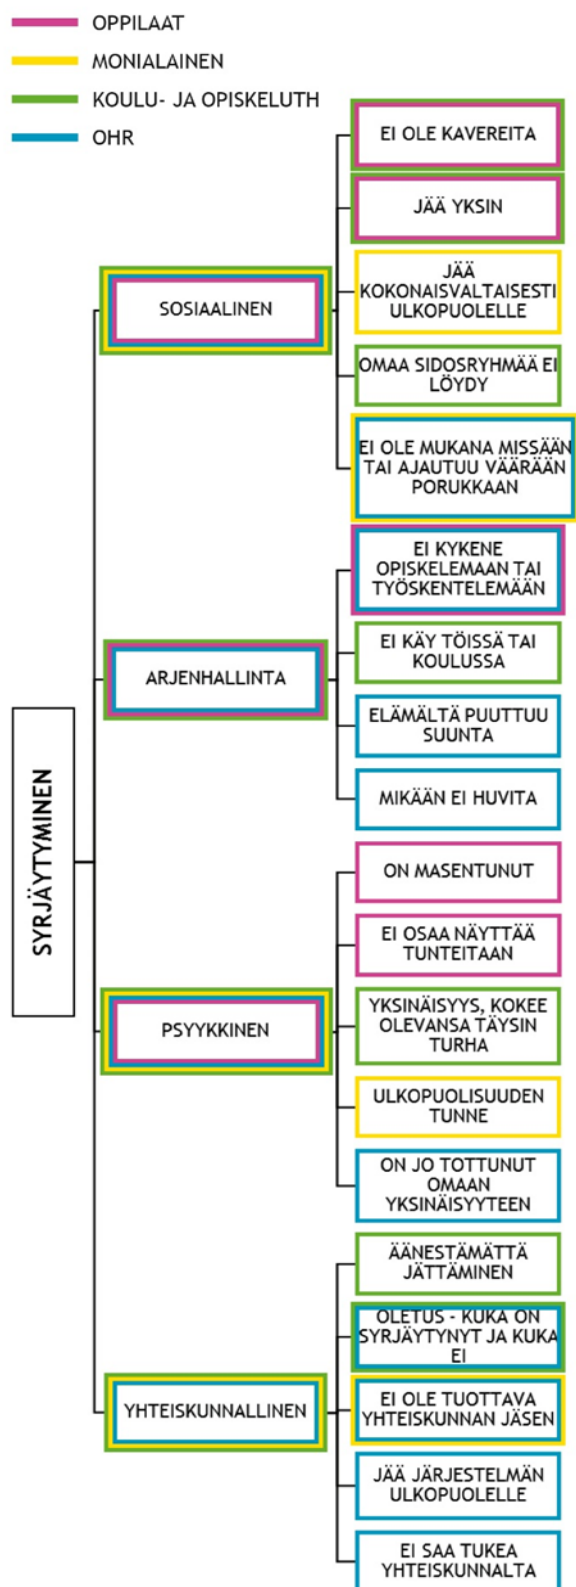 OPPILAAT
MONIALAINEN
KOULU- JA OPISKELUTH
OHR
SYRJÄYTYMINEN
SOSIAALINEN
EI OLE KAVEREITA
JÄÄ YKSIN
JÄÄ
KOKONAISVALTAISESTI
ULKOPUOLELLE
OMAA SIDOSRYHMÄÄ EI
LÖYDY
EI OLE MUKANA MISSÄÄN
TAI AJAUTUU VÄÄRÄÄN
PORUKKAAN
ARJENHALLINTA
EI KYKENE
OPISKELEMAAN TAI
TYÖSKENTELEMÄÄN
EI KÄY TÖISSÄ TAI
KOULUSSA
ELÄMÄLTÄ PUUTTUU
SUUNTA
MIKÄÄN EI HUVITA
PSYYKKINEN
ON MASENTUNUT
EI OSAA NÄYTTÄÄ
TUNTEITAAN
YKSINÄISYYS, KOKEE
OLEVANSA TÄYSIN
TURHA
ULKOPUOLISUUDEN
TUNNE
ON JO TOTTUNUT
OMAAN
YKSINÄISYYTEEN
YHTEISKUNNALLINEN
ÄÄNESTÄMÄTTÄ
JÄTTÄMINEN
OLETUS - KUKA ON
SYRJÄYTYNYT JA KUKA
EI
EI OLE TUOTTAVA
YHTEISKUNNAN JÄSEN
JÄÄ JÄRJESTELMÄN
ULKOPUOLELLE
EI SAA TUKEA
YHTEISKUNNALTA